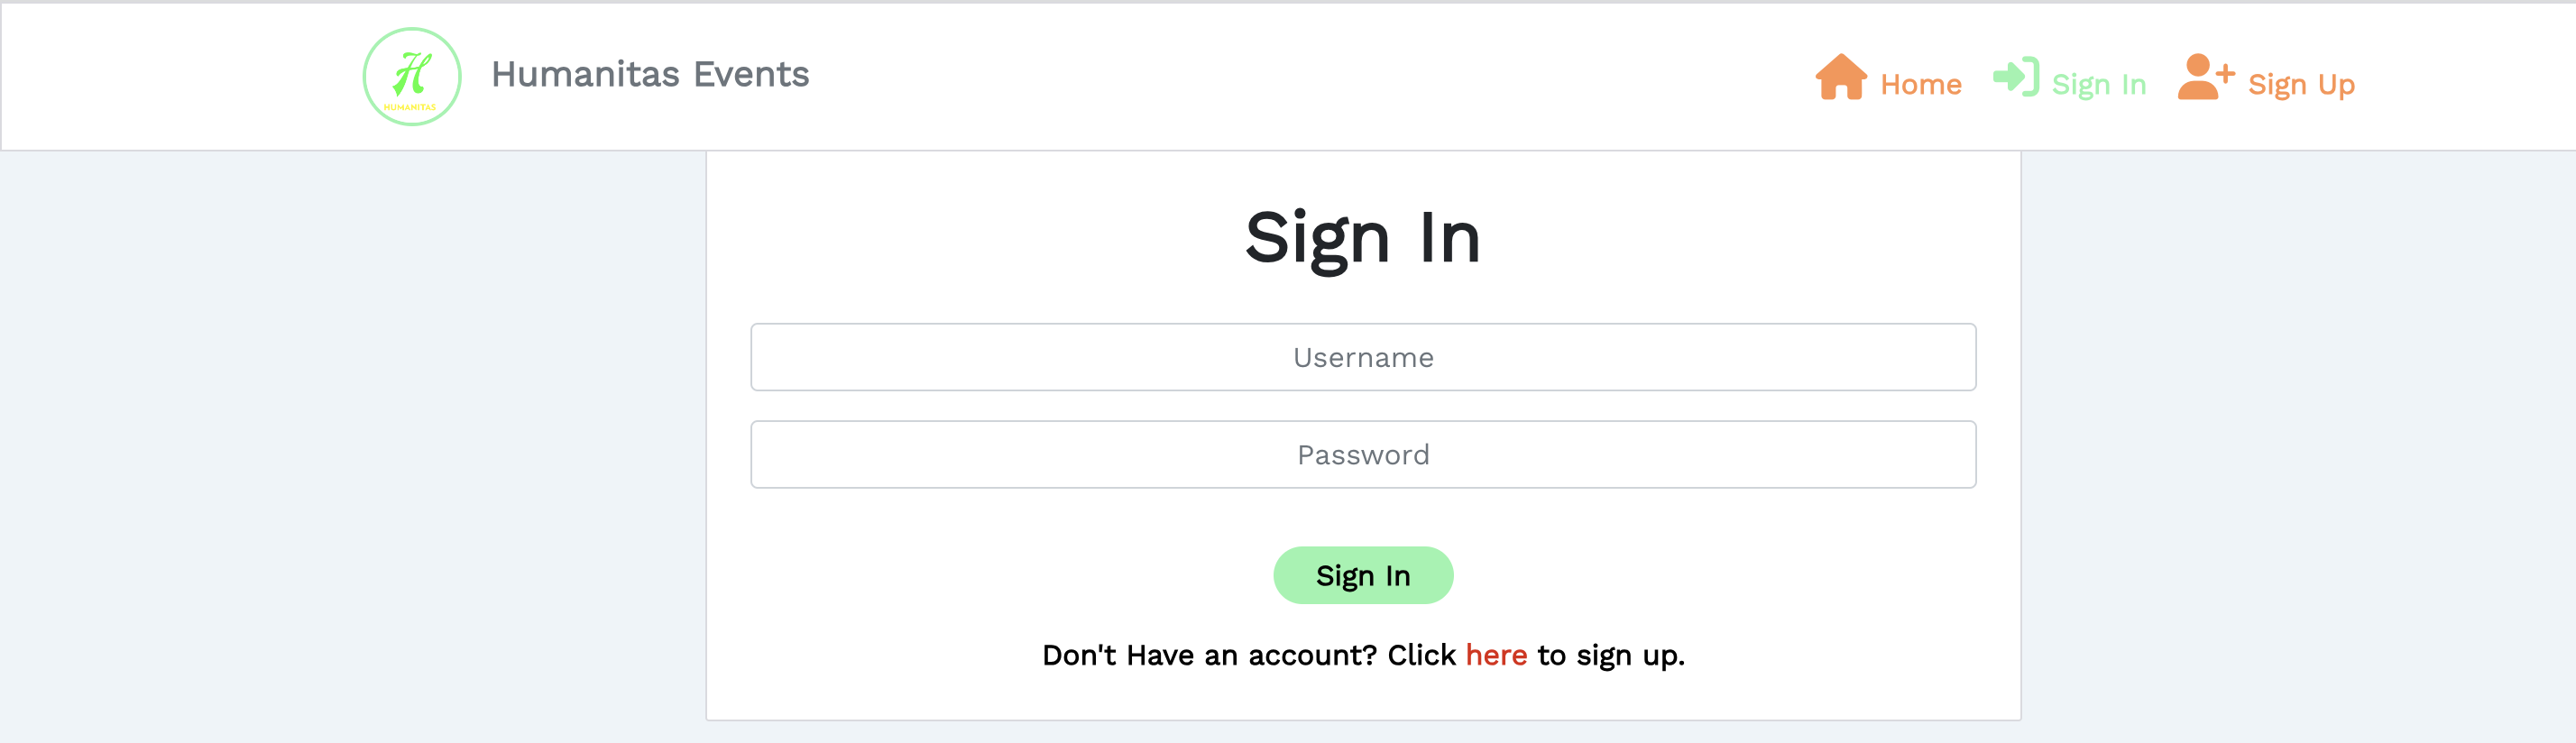 H
HUMANITAS
Humanitas Events
Home
Sign In
Sign Up
Sign In
Username
Password
Sign In
Don't Have an account? Click here to sign up.